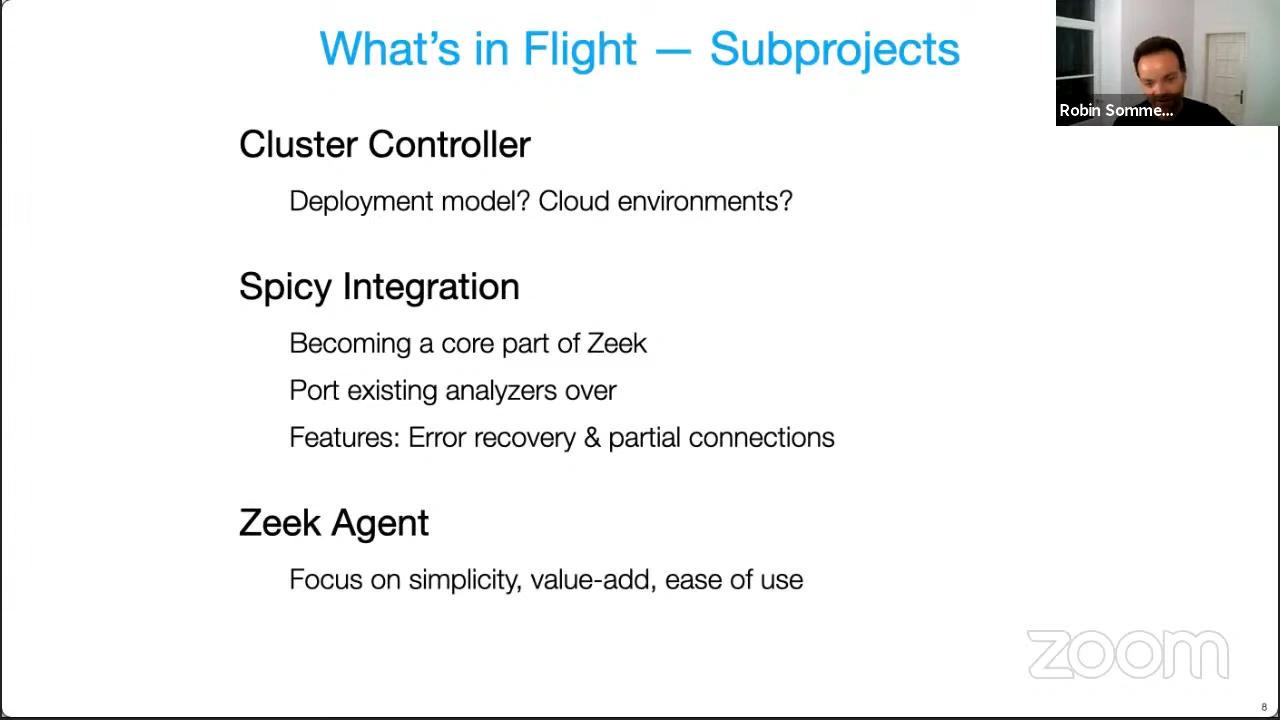 What's in Flight — Subprojects
Robin Somme...
Cluster Controller
Deployment model? Cloud environments?
Spicy Integration
Becoming a core part of Zeek
Port existing analyzers over
Features: Error recovery & partial connections
Zeek Agent
Focus on simplicity, value-add, ease of use
zoom
8